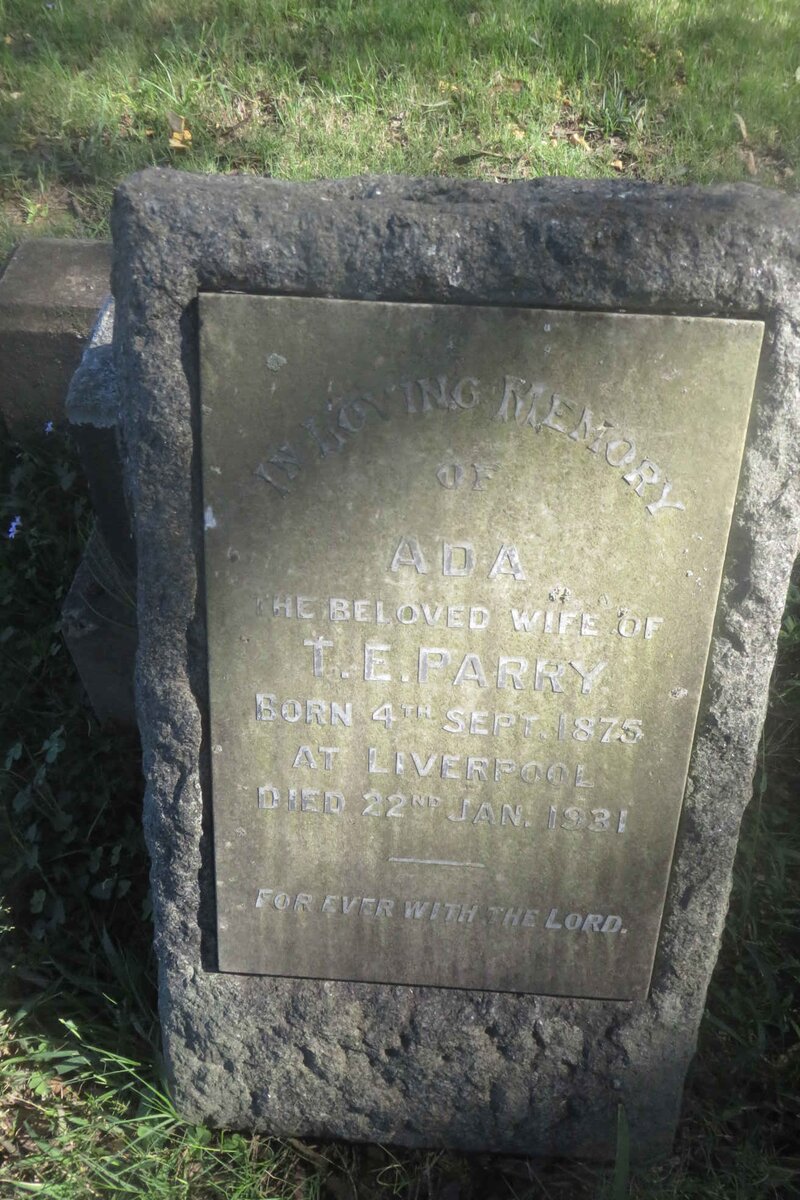 IN LOVING MEMORY
OF
ADA
THE BELOVED WIFE OF
T. E. PARRY
BORN 4TH SEPT. 1875
AT LIVERPOOL
DIED 22ND JAN. 1931
FOR EVER WITH THE LORD.